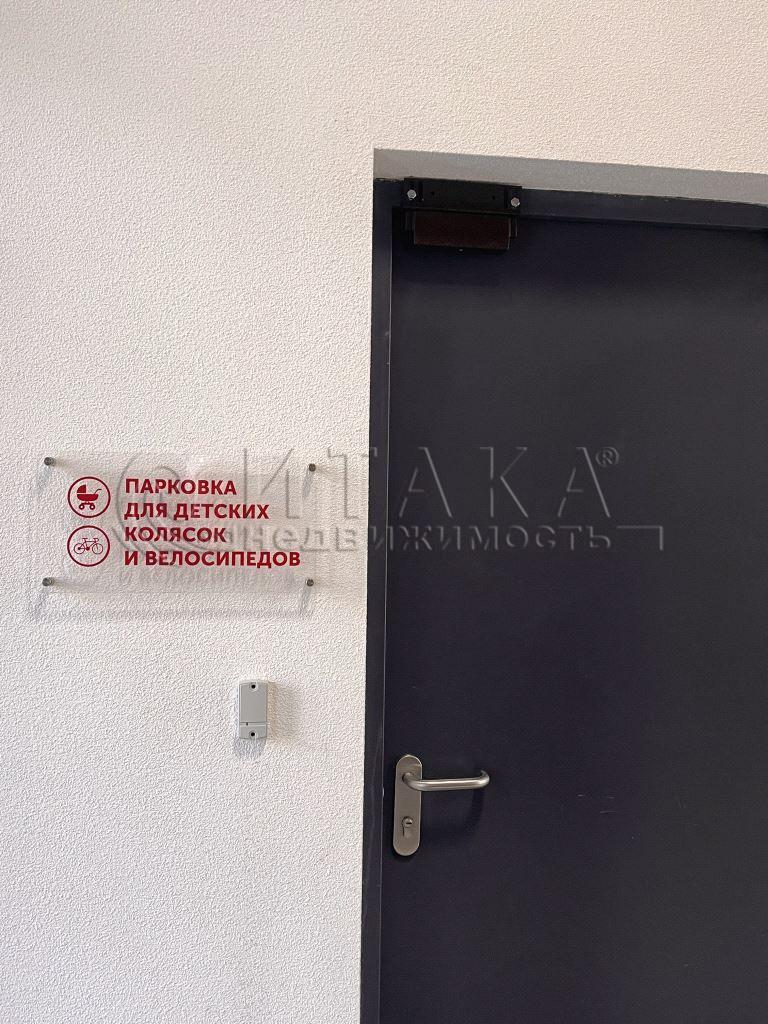 ПАРКОВКА
ДЛЯ ДЕТСКИХ
КОЛЯСОК
И ВЕЛОСИПЕДОВ
ИТАКА®
недвижимость